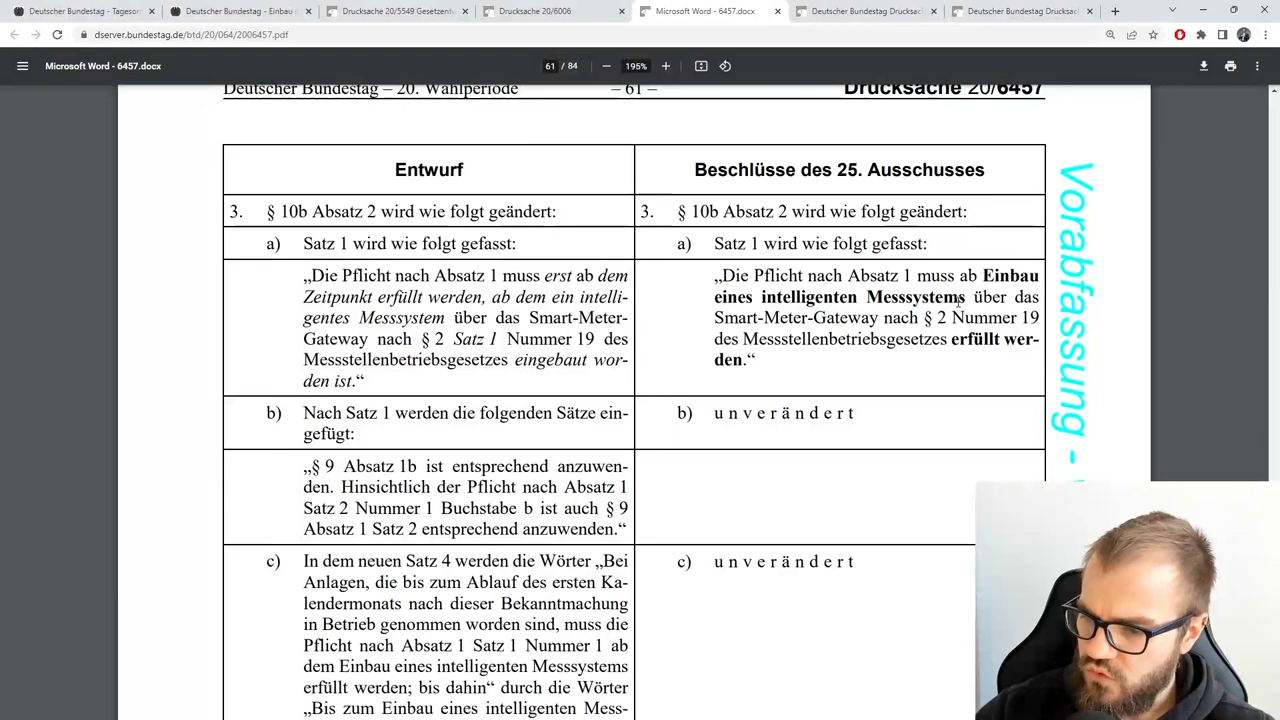 Deutscher Bundestag - Tagesor
Deutscher Bundestag - Einbau v
Drucksache 20/5549 Gesetzentw
Drucksache 20/6006
Microsoft Word - 6457.docx
Deutscher Bundestag Drucksac
Deutscher Bundestag Drucksac
dserver.bundestag.de/btd/20/064/2006457.pdf
Microsoft Word - 6457.docx
61 / 84
195%
Deutscher Bundestag – 20. Wahlperiode – 61 – Drucksache 20/6457
Entwurf
Beschlüsse des 25. Ausschusses
3. § 10b Absatz 2 wird wie folgt geändert:
3. § 10b Absatz 2 wird wie folgt geändert:
a) Satz 1 wird wie folgt gefasst:
a) Satz 1 wird wie folgt gefasst:
„Die Pflicht nach Absatz 1 muss erst ab dem
Zeitpunkt erfüllt werden, ab dem ein intelli-
gentes Messsystem über das Smart-Meter-
Gateway nach § 2 Satz 1 Nummer 19 des
Messstellenbetriebsgesetzes eingebaut wor-
den ist.“
„Die Pflicht nach Absatz 1 muss ab Einbau
eines intelligenten Messsystems über das
Smart-Meter-Gateway nach § 2 Nummer 19
des Messstellenbetriebsgesetzes erfüllt wer-
den.“
b) Nach Satz 1 werden die folgenden Sätze ein-
gefügt:
b) u n v e r ä n d e r t
„§ 9 Absatz 1b ist entsprechend anzuwen-
den. Hinsichtlich der Pflicht nach Absatz 1
Satz 2 Nummer 1 Buchstabe b ist auch § 9
Absatz 1 Satz 2 entsprechend anzuwenden.“
c) In dem neuen Satz 4 werden die Wörter „Bei
Anlagen, die bis zum Ablauf des ersten Ka-
lendermonats nach dieser Bekanntmachung
in Betrieb genommen worden sind, muss die
Pflicht nach Absatz 1 Satz 1 Nummer 1 ab
dem Einbau eines intelligenten Messsystems
erfüllt werden; bis dahin“ durch die Wörter
„Bis zum Einbau eines intelligenten Mess-
c) u n v e r ä n d e r t
Vorabfassung -